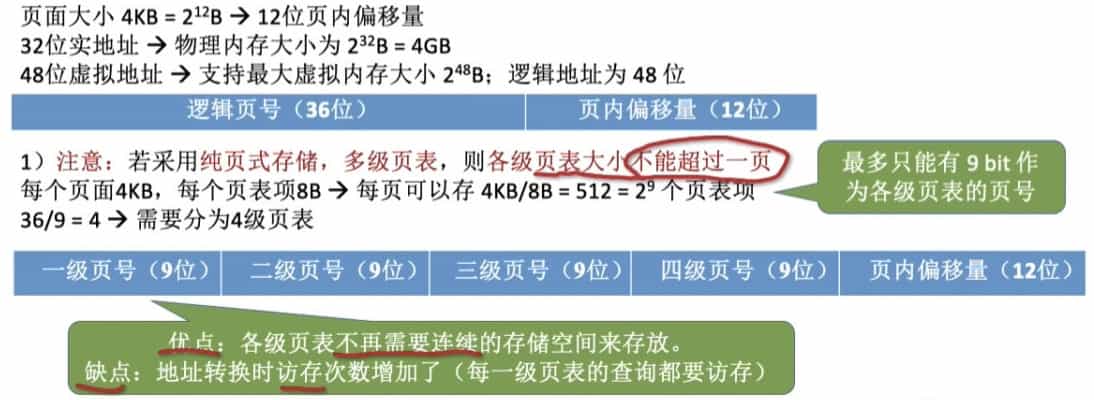 页面大小 4KB = 2¹²B → 12位页内偏移量
32位实地址 → 物理内存大小为 2³²B = 4GB
48位虚拟地址 → 支持最大虚拟内存大小 2⁴⁸B；逻辑地址为 48 位
逻辑页号（36位） 页内偏移量（12位）
1）注意：若采用纯页式存储，多级页表，则各级页表大小不能超过一页
每个页面4KB，每个页表项8B → 每页可以存 4KB/8B = 512 = 2⁹ 个页表项
最多只能有 9 bit 作
为各级页表的页号
36/9 = 4 → 需要分为4级页表
一级页号（9位） 二级页号（9位） 三级页号（9位） 四级页号（9位） 页内偏移量（12位）
优点：各级页表不再需要连续的存储空间来存放。
缺点：地址转换时访存次数增加了（每一级页表的查询都要访存）